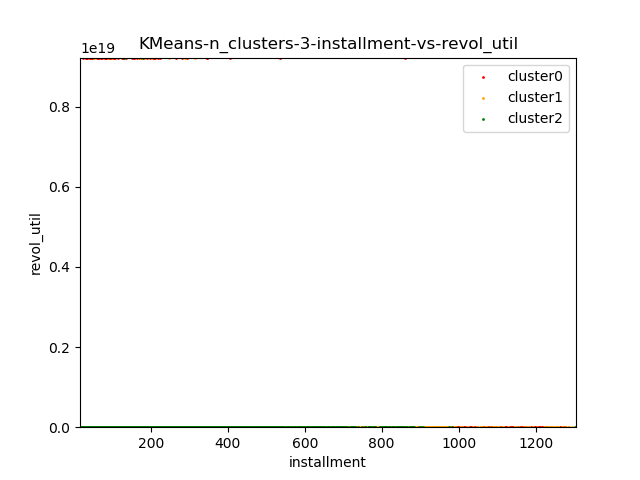 KMeans-n_clusters-3-installment-vs-revol_util
1e19
cluster0
cluster1
cluster2
0.8
0.6
0.4
0.2
0.0
revol_util
200 400 600 800 1000 1200
installment